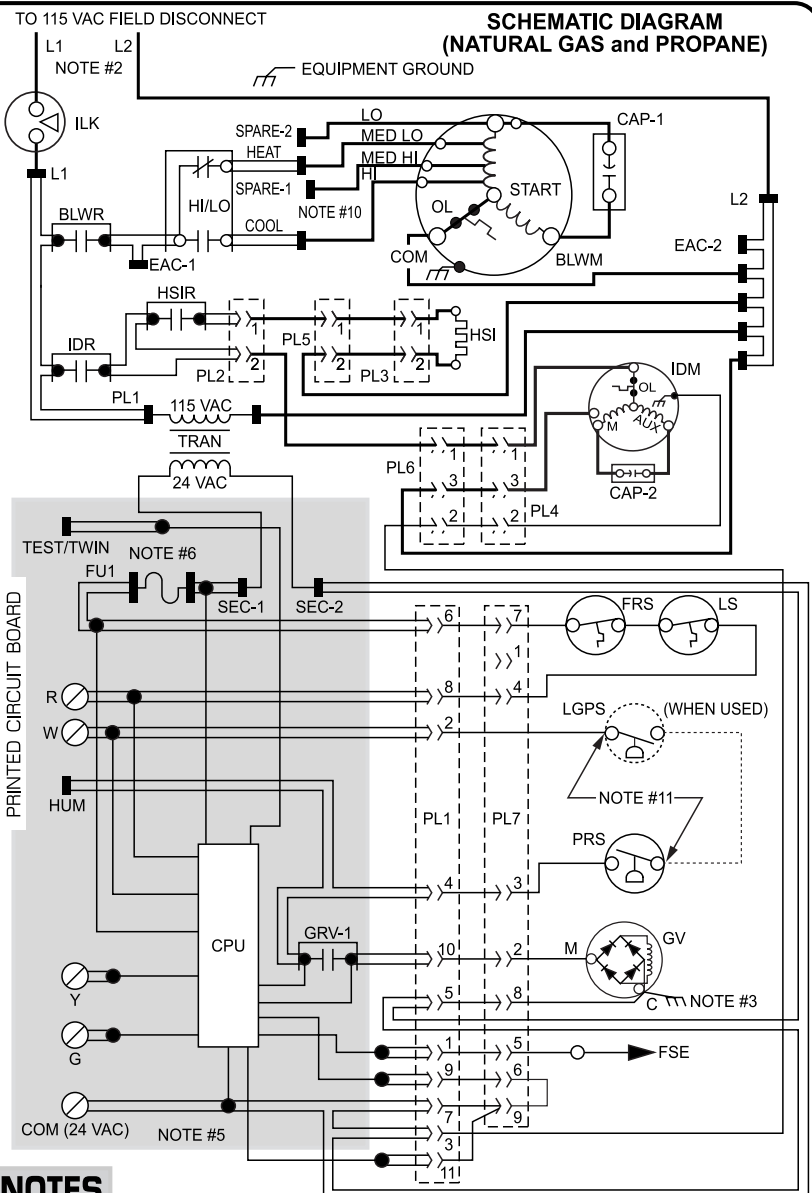 TO 115 VAC FIELD DISCONNECT
SCHEMATIC DIAGRAM
(NATURAL GAS and PROPANE)
L1
L2
NOTE #2
EQUIPMENT GROUND
ILK
LO
CAP-1
SPARE-2
MED LO
HEAT
MED HI
HI
SPARE-1
START
L1
HI/LO
NOTE #10
OL
L2
BLWR
COOL
EAC-2
COM
BLWM
EAC-1
HSIR
1
1
1
HSI
IDR
PL5
2
2
2
PL2
PL3
IDM
PL1
115 VAC
OL
TRAN
M
AUX
24 VAC
PL6
1
1
3
3
CAP-2
2
2
PL4
TEST/TWIN
NOTE #6
FU1
SEC-1
SEC-2
PRINTED CIRCUIT BOARD
6
7
FRS
LS
1
R
8
4
LGPS
(WHEN USED)
W
2
HUM
NOTE #11
PL1
PL7
PRS
4
3
CPU
GRV-1
10
2
M
GV
5
8
C
NOTE #3
Y
1
5
FSE
G
9
6
7
9
COM (24 VAC)
NOTE #5
3
11
NOTES